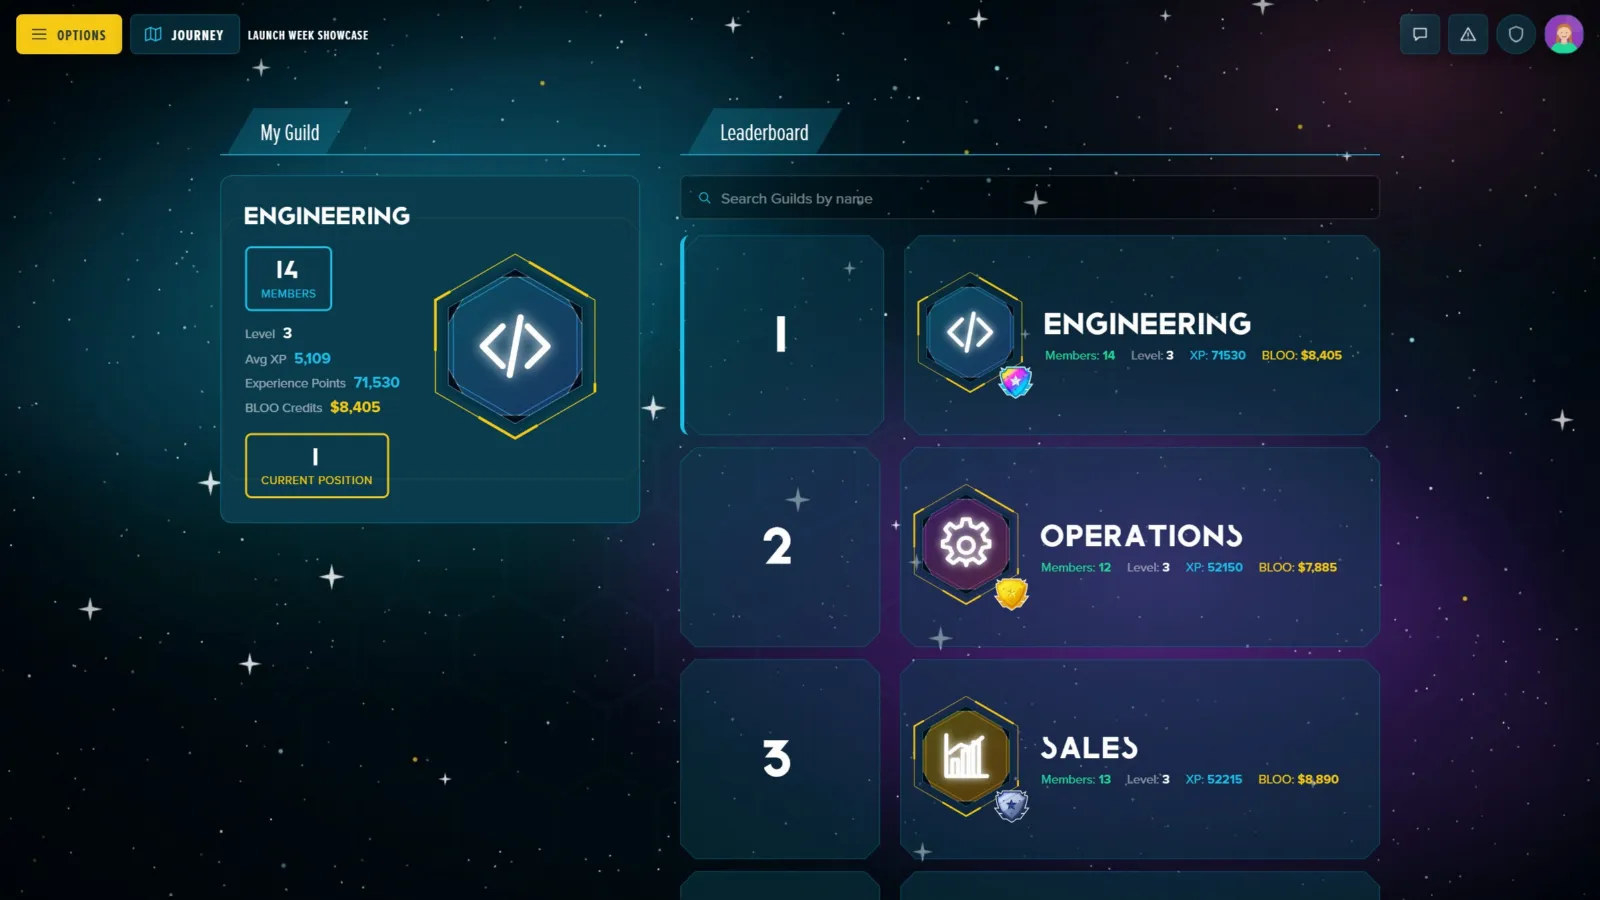 OPTIONS
JOURNEY
LAUNCH WEEK SHOWCASE
My Guild
ENGINEERING
14
MEMBERS
Level 3
Avg XP 5,109
Experience Points 71,530
BLOO Credits $8,405
1
CURRENT POSITION
Leaderboard
Search Guilds by name
1
ENGINEERING
Members: 14 Level: 3 XP: 71530 BLOO: $8,405
2
OPERATIONS
Members: 12 Level: 3 XP: 52150 BLOO: $7,885
3
SALES
Members: 13 Level: 3 XP: 52215 BLOO: $8,890